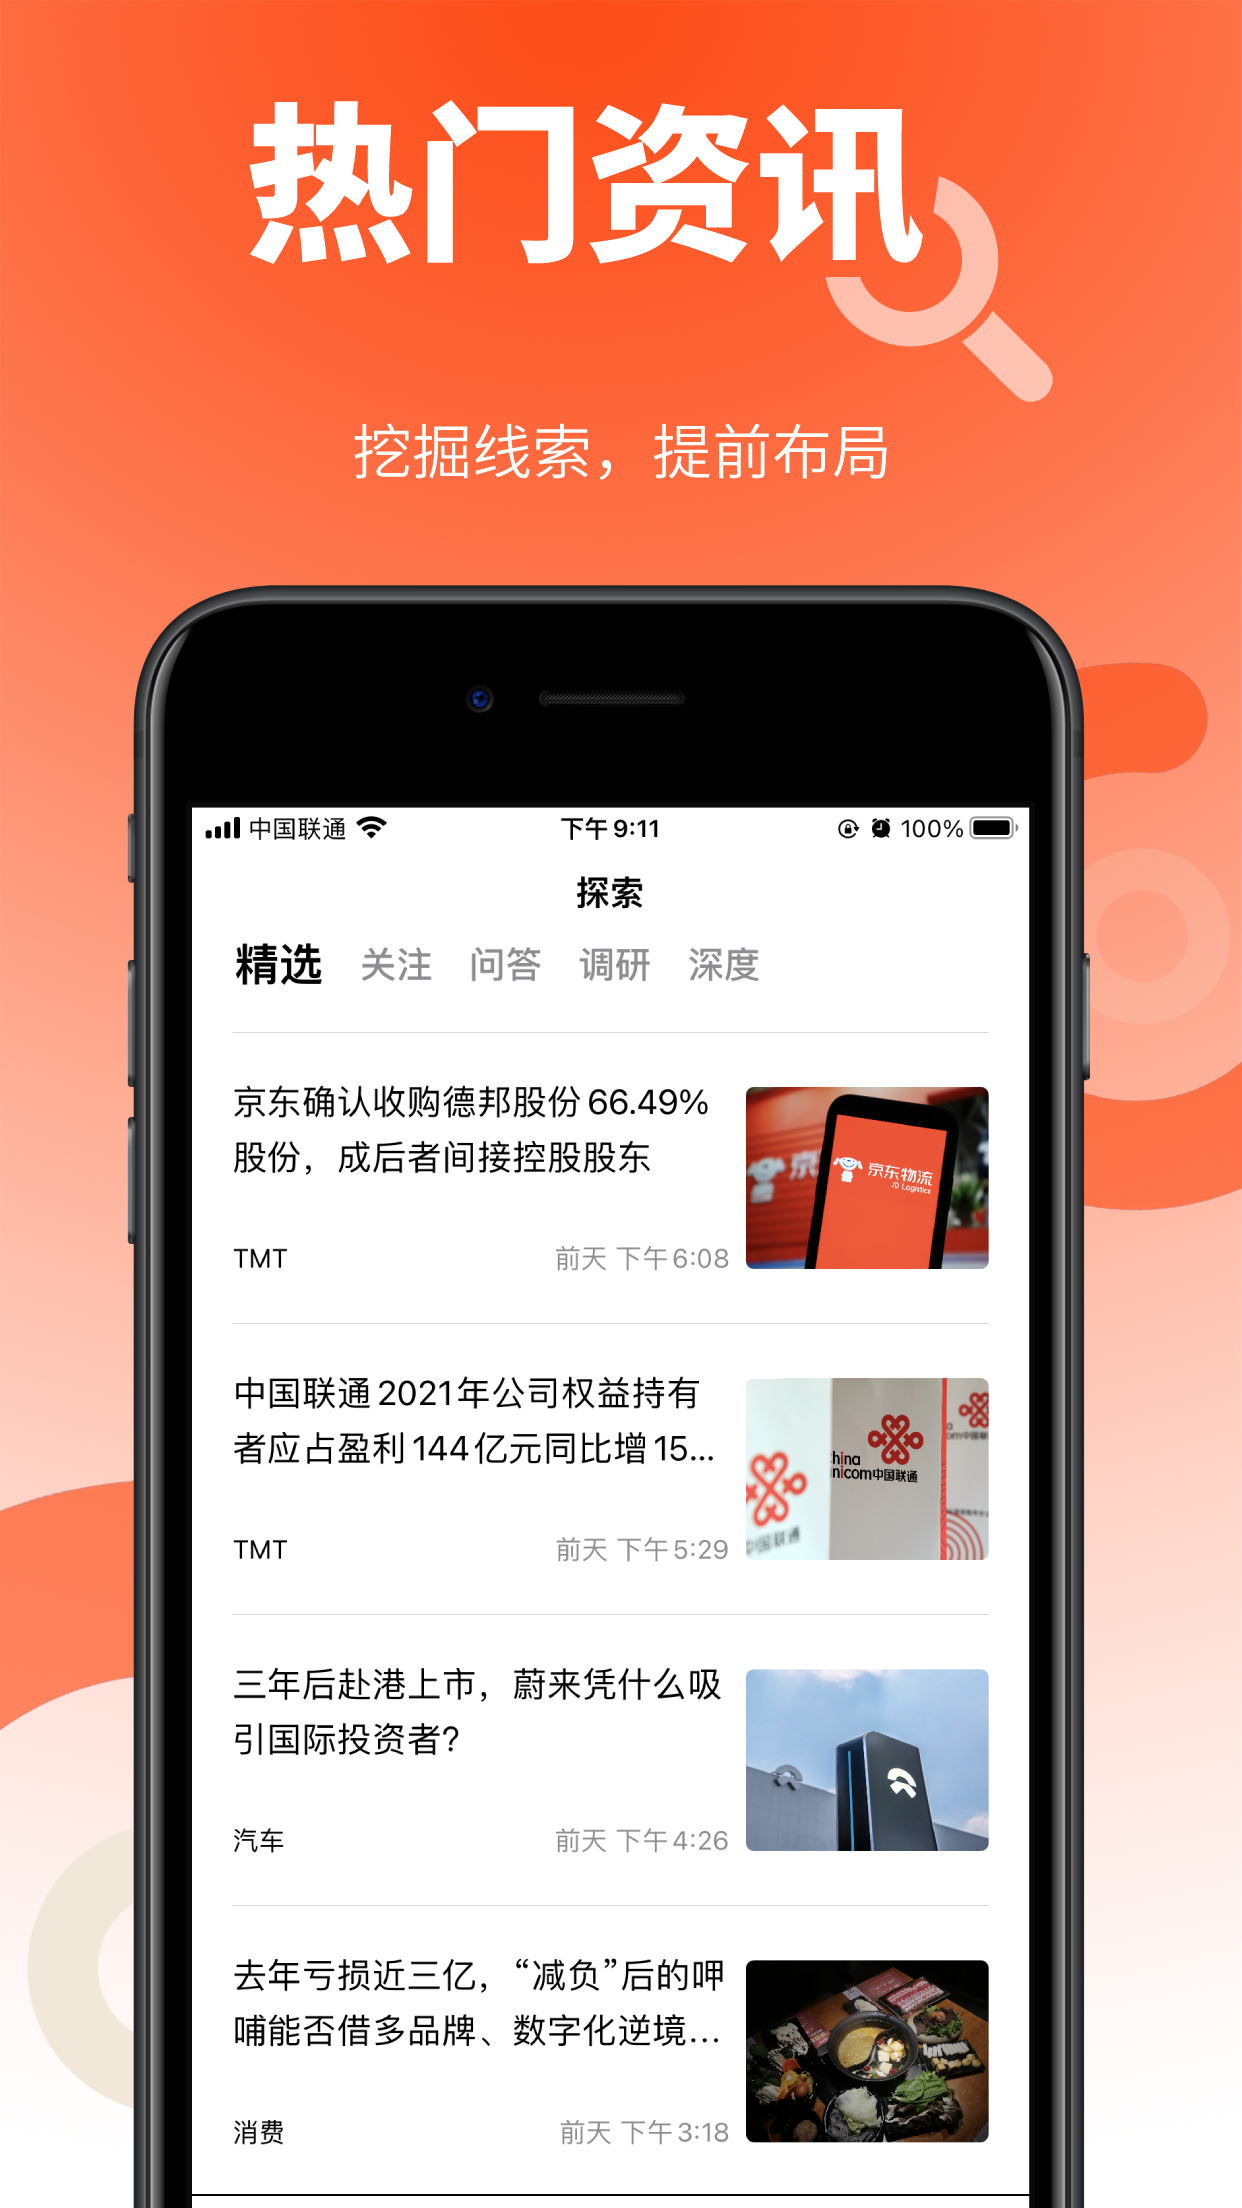 热门资讯
挖掘线索，提前布局
中国联通 下午9:11 100%
探索
精选 关注 问答 调研 深度
京东确认收购德邦股份66.49%
股份，成后者间接控股股东
京东物流
JD Logistics
TMT 前天 下午6:08
中国联通2021年公司权益持有
者应占盈利144亿元同比增15...
hina
nicom中国联通
中国联通
TMT 前天 下午5:29
三年后赴港上市，蔚来凭什么吸
引国际投资者？
汽车 前天 下午4:26
去年亏损近三亿，“减负”后的呷
哺能否借多品牌、数字化逆境...
消费 前天 下午3:18